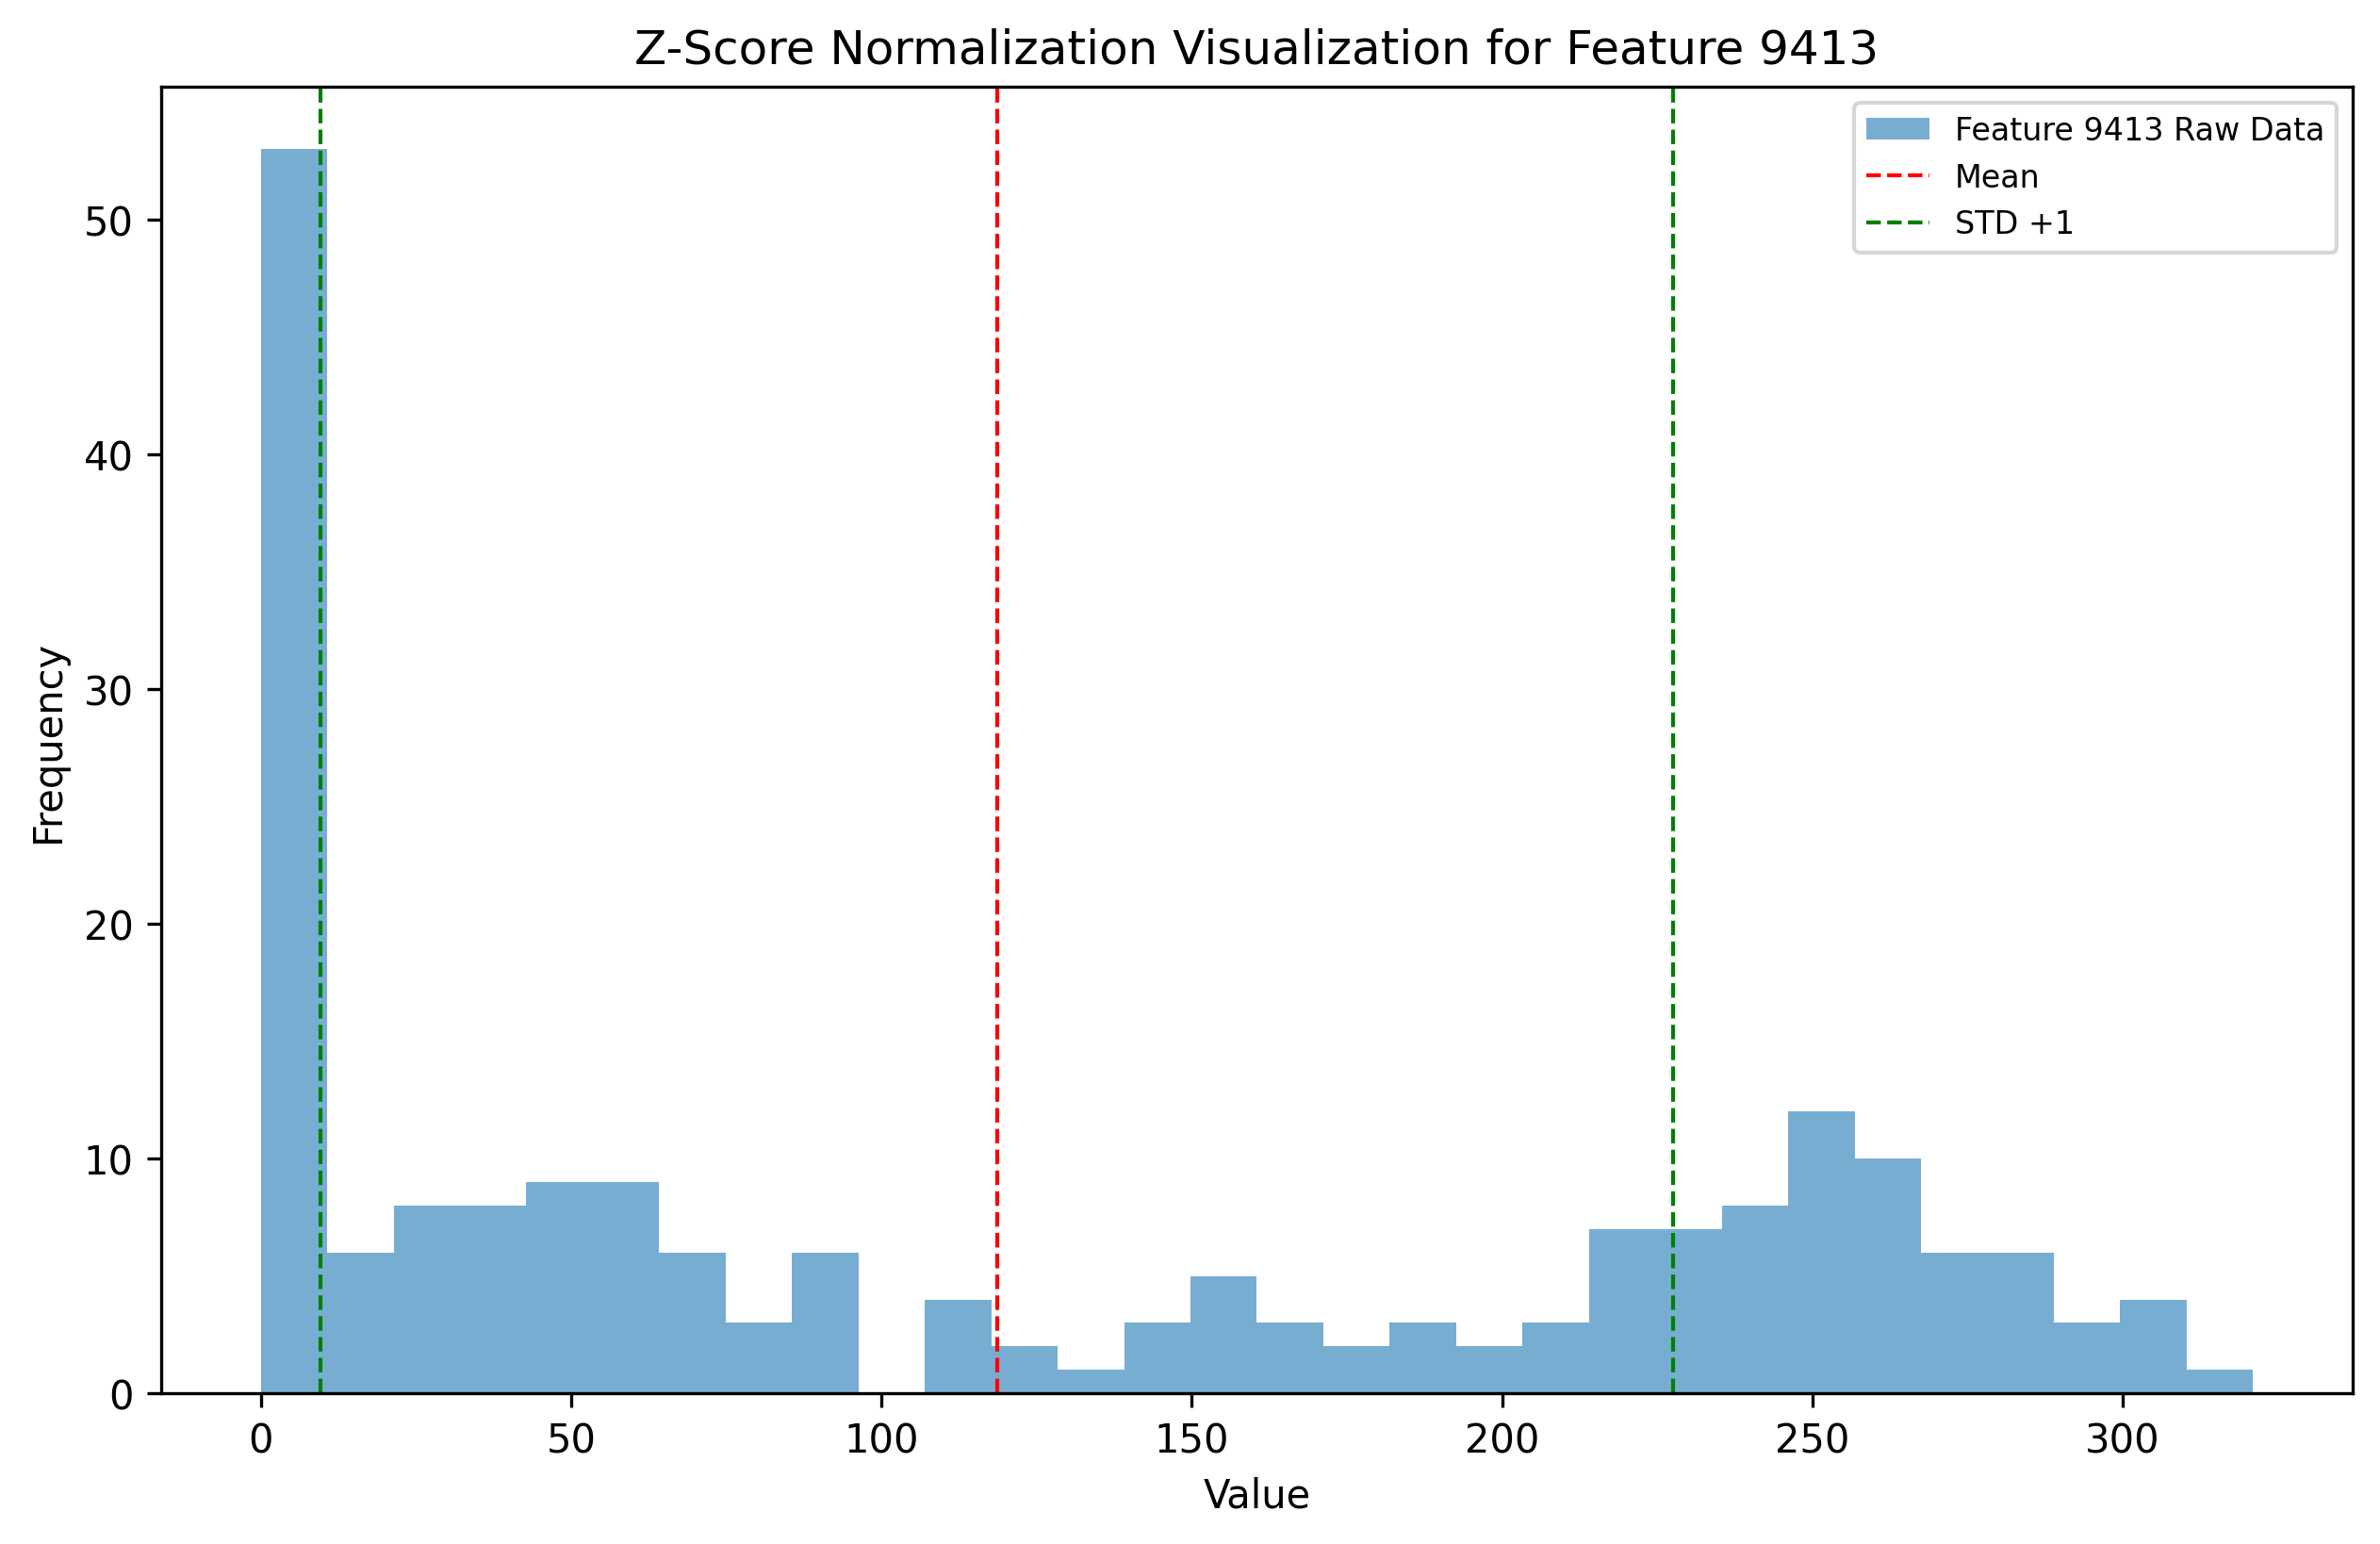 Z-Score Normalization Visualization for Feature 9413
Feature 9413 Raw Data
Mean
STD +1
Frequency
50
40
30
20
10
0
0 50 100 150 200 250 300
Value